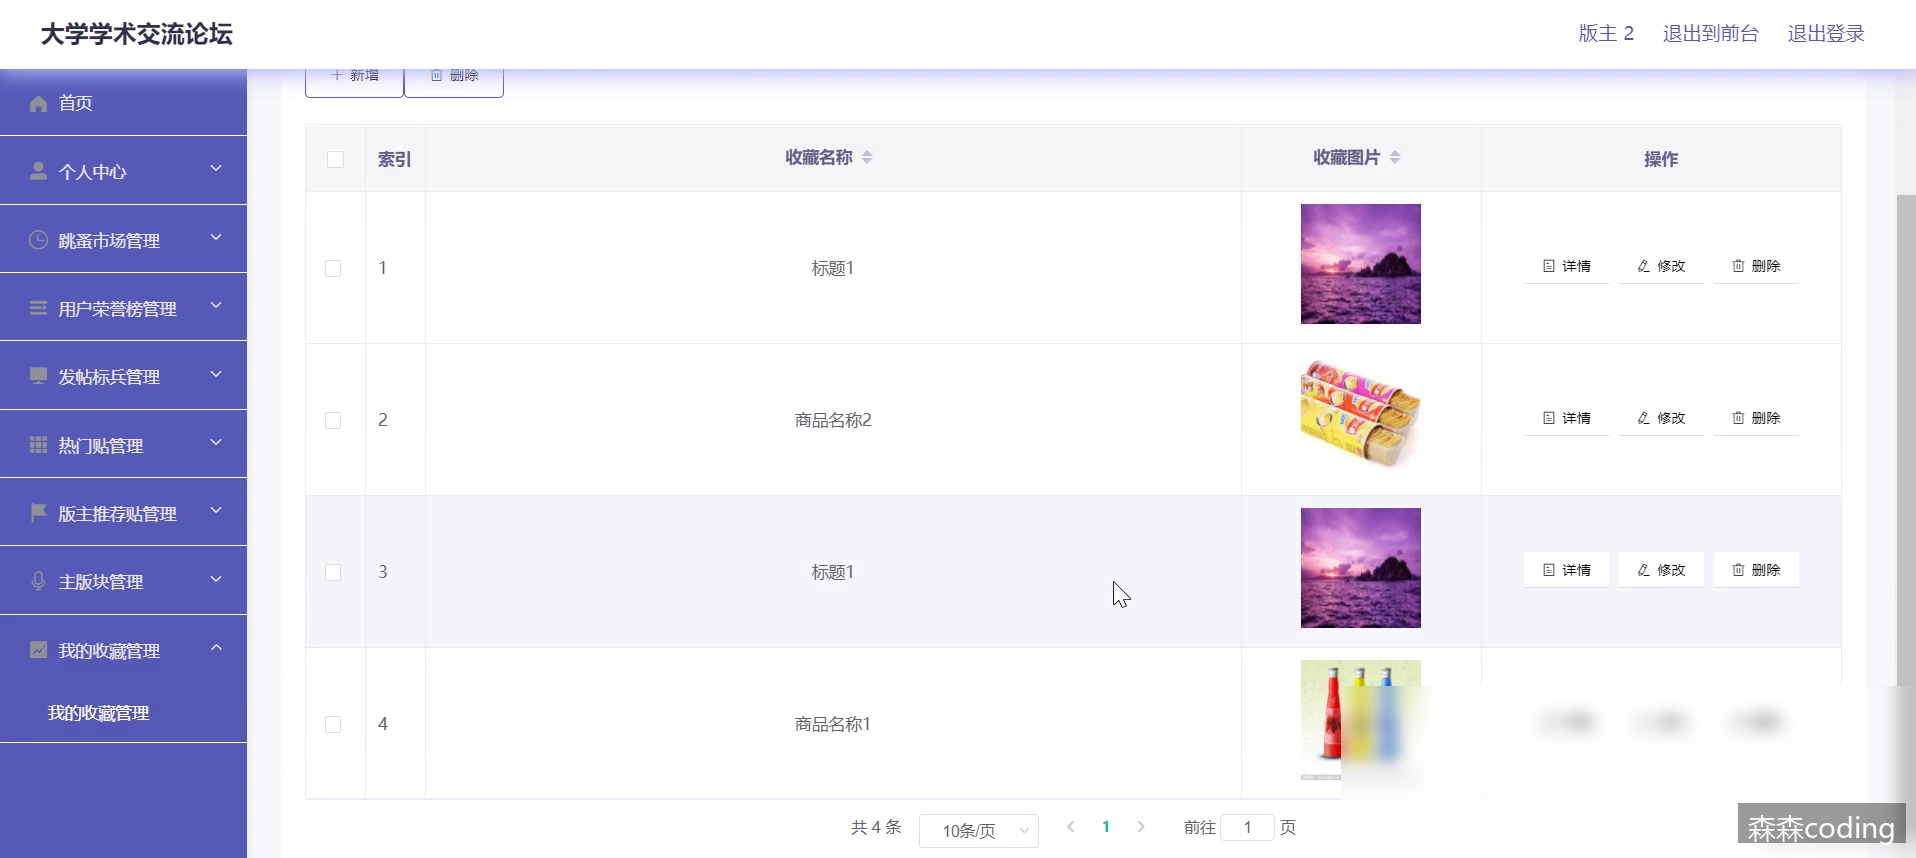 大学学术交流论坛
版主 2 退出到前台 退出登录
新增 删除
首页
个人中心
跳蚤市场管理
用户荣誉榜管理
发帖标兵管理
热门贴管理
版主推荐贴管理
主版块管理
我的收藏管理
我的收藏管理
索引 收藏名称 收藏图片 操作
1 标题1 详情 修改 删除
2 商品名称2 详情 修改 删除
3 标题1 详情 修改 删除
4 商品名称1
共 4 条 10条/页 1 前往 1 页
森森coding